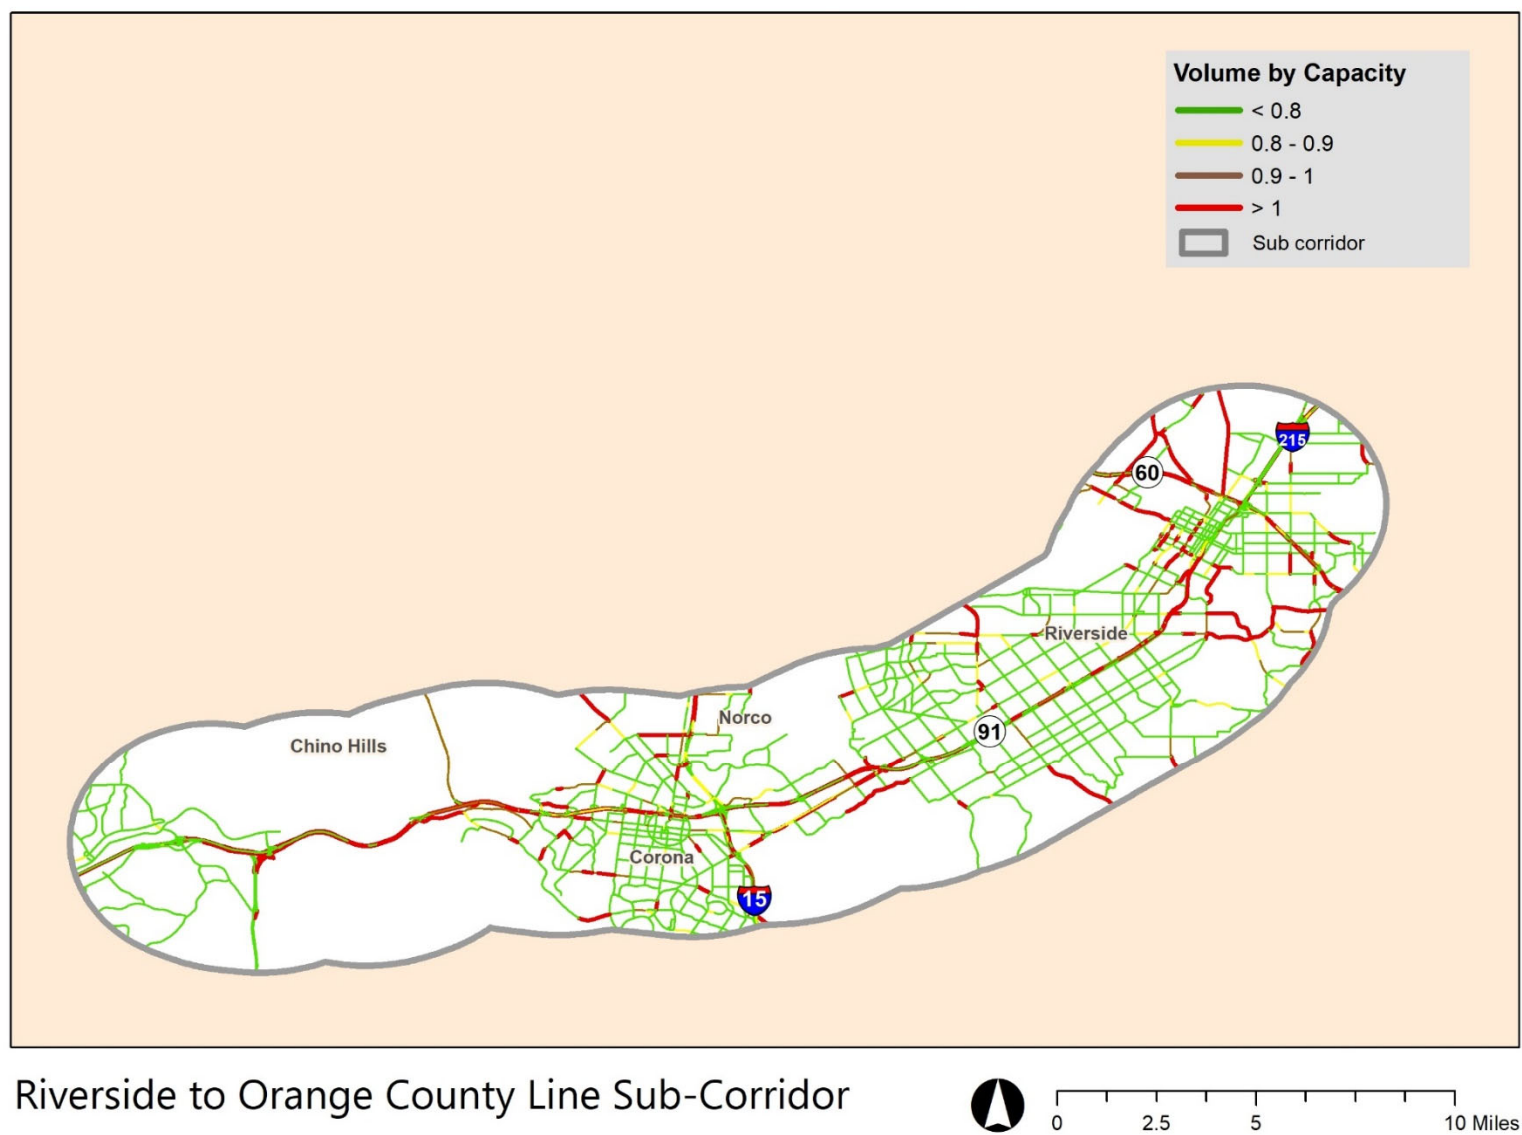 Volume by Capacity
< 0.8
0.8 - 0.9
0.9 - 1
> 1
Sub corridor
215
60
Riverside
Norco
91
Chino Hills
Corona
15
Riverside to Orange County Line Sub-Corridor
0 2.5 5 10 Miles